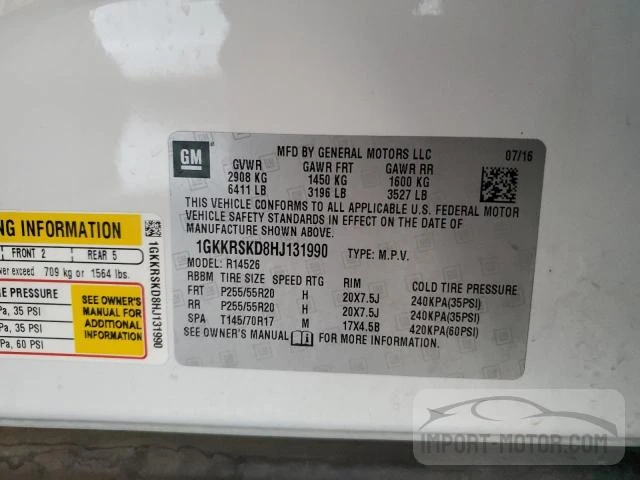 GM
MFD BY GENERAL MOTORS LLC 07/16
GVWR GAWR FRT GAWR RR
2908 KG 1450 KG 1600 KG
6411 LB 3196 LB 3527 LB
THIS VEHICLE CONFORMS TO ALL APPLICABLE U.S. FEDERAL MOTOR
VEHICLE SAFETY STANDARDS IN EFFECT ON THE DATE OF
MANUFACTURE SHOWN ABOVE.
1GKKRSKD8HJ131990 TYPE: M.P.V.
MODEL: R14526
RBBM TIRE SIZE SPEED RTG RIM COLD TIRE PRESSURE
FRT P255/55R20 H 20X7.5J 240KPA(35PSI)
RR P255/55R20 H 20X7.5J 240KPA(35PSI)
SPA T145/70R17 M 17X4.5B 420KPA(60PSI)
SEE OWNER'S MANUAL FOR MORE INFORMATION.
NG INFORMATION
FRONT 2 REAR 5
exceed 709 kg or 1564 lbs.
E PRESSURE
Pa, 35 PSI
Pa, 35 PSI
Pa, 60 PSI
SEE OWNER'S
MANUAL FOR
ADDITIONAL
INFORMATION
1GKKRSKD8HJ131990
IMPORT-MOTOR.COM